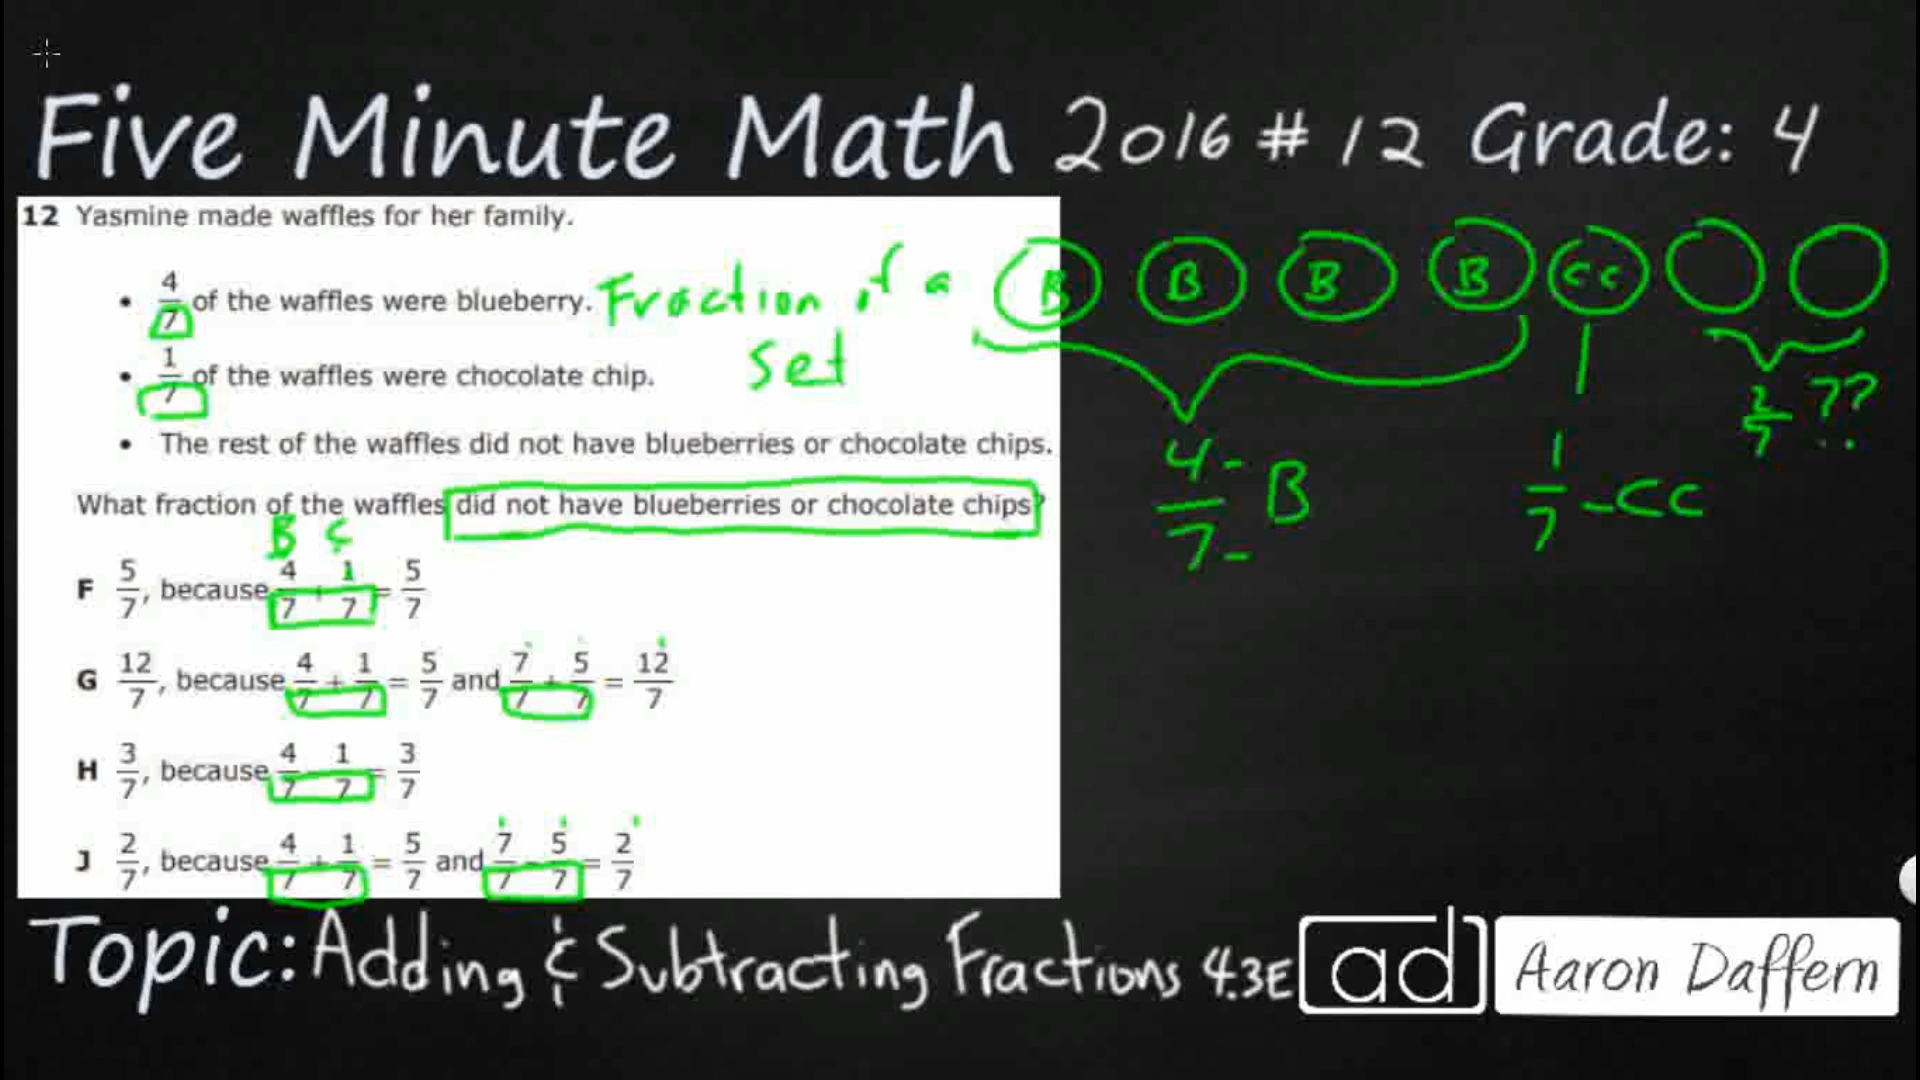 Five Minute Math 2016 # 12 Grade: 4
12 Yasmine made waffles for her family.
• 4/7 of the waffles were blueberry.
Fraction of a
set
• 1/7 of the waffles were chocolate chip.
• The rest of the waffles did not have blueberries or chocolate chips.
What fraction of the waffles did not have blueberries or chocolate chips?
B C
F 5/7, because 4/7 + 1/7 = 5/7
G 12/7, because 4/7 + 1/7 = 5/7 and 7/7 + 5/7 = 12/7
H 3/7, because 4/7 - 1/7 = 3/7
J 2/7, because 4/7 + 1/7 = 5/7 and 7/7 - 5/7 = 2/7
B B B B CC
4/7 - B
1/7 - CC
2/7 ??
Topic: Adding & Subtracting Fractions 4.3E
ad
Aaron Daffern